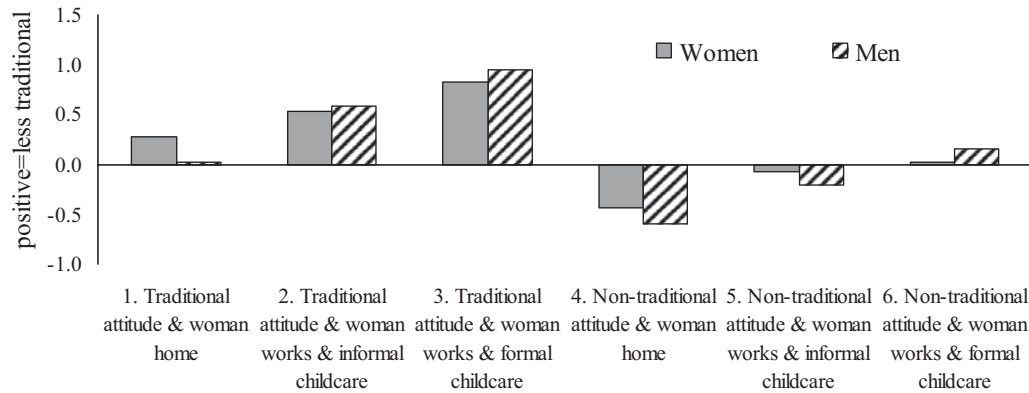 positive=less traditional
1.5
1.0
0.5
0.0
-0.5
-1.0
Women
Men
1. Traditional
attitude & woman
home
2. Traditional
attitude & woman
works & informal
childcare
3. Traditional
attitude & woman
works & formal
childcare
4. Non-traditional
attitude & woman
home
5. Non-traditional
attitude & woman
works & informal
childcare
6. Non-traditional
attitude & woman
works & formal
childcare